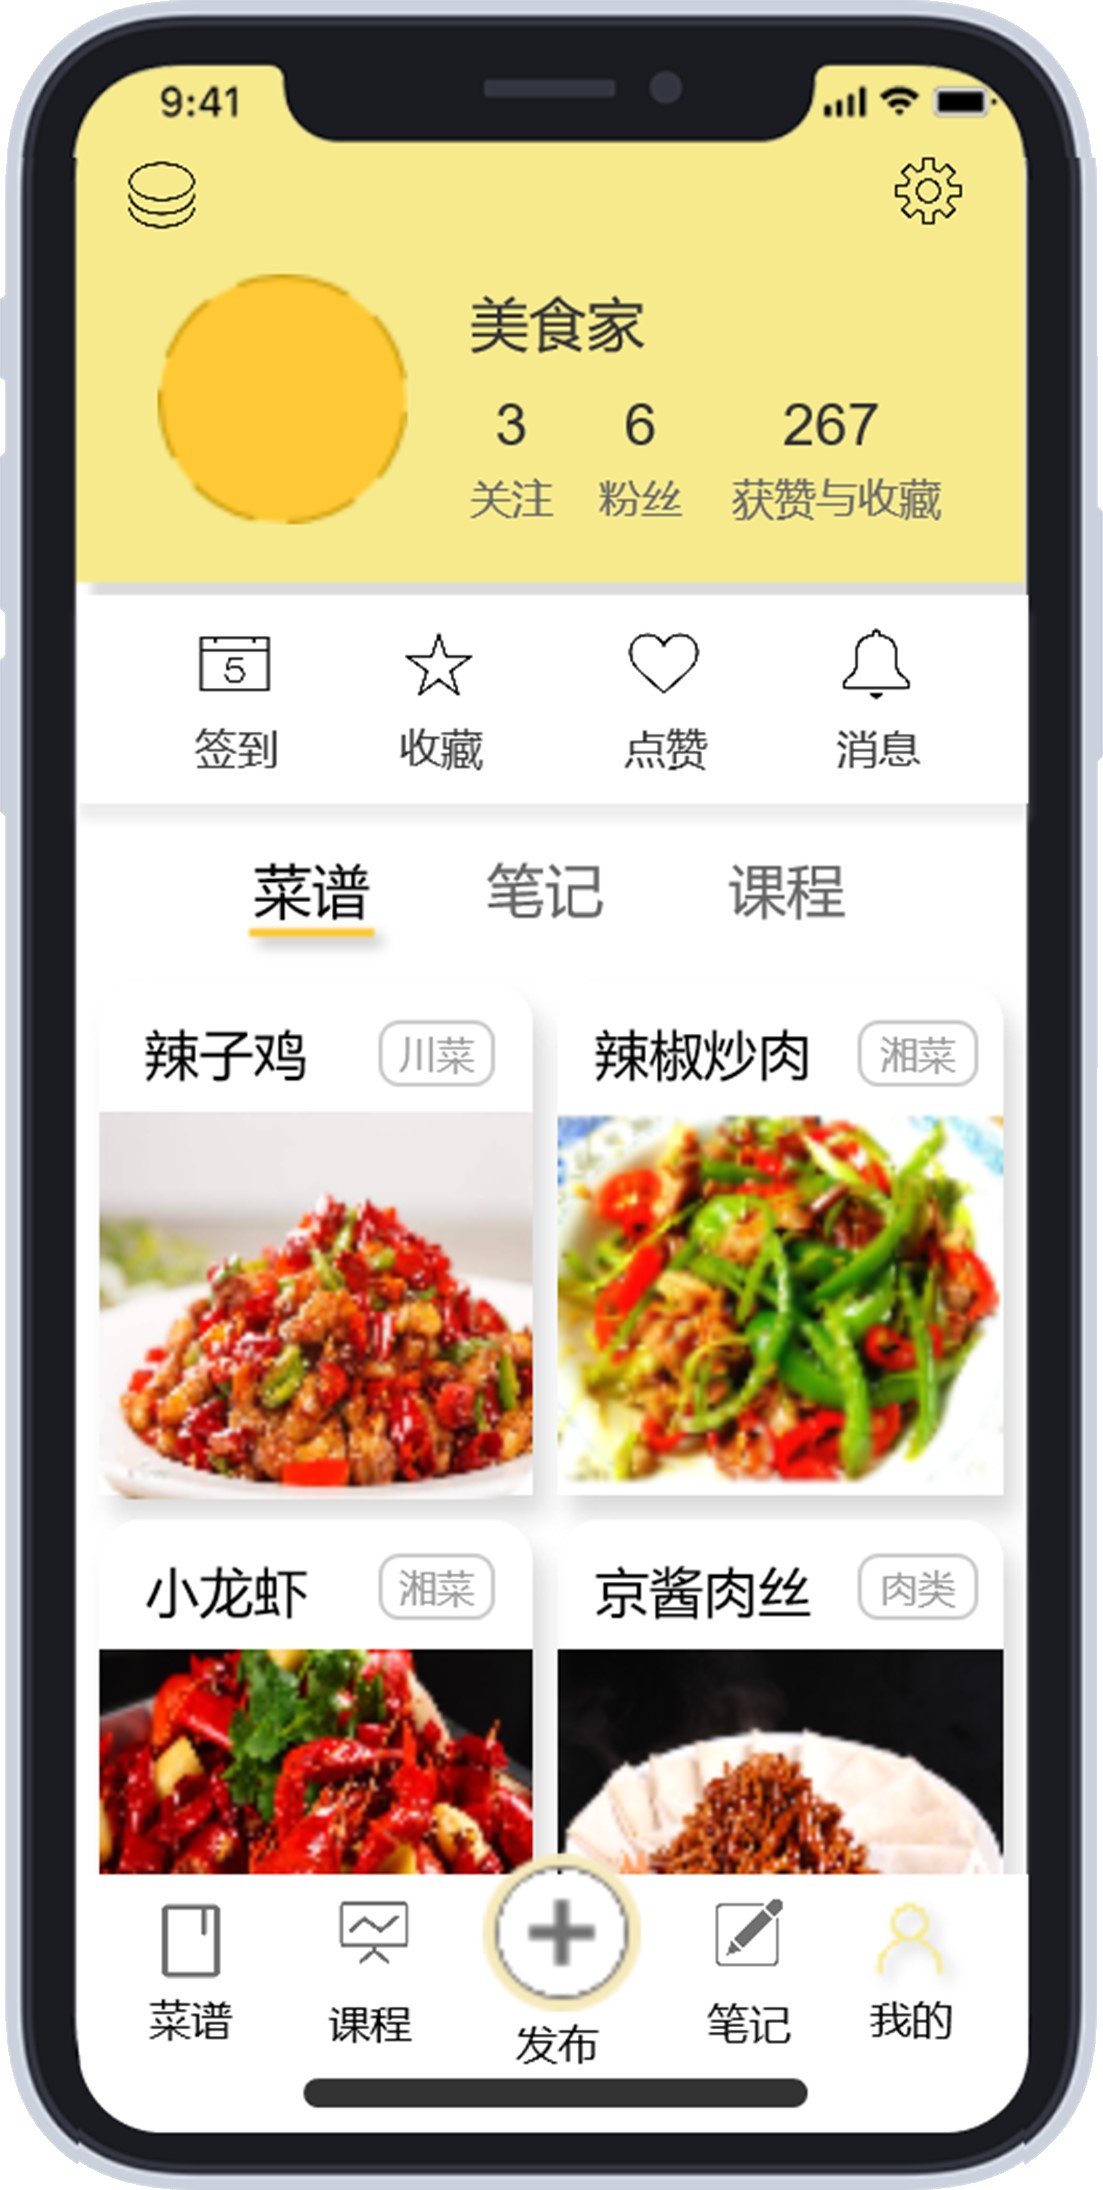 9:41
美食家
3 6 267
关注 粉丝 获赞与收藏
5
签到 收藏 点赞 消息
菜谱 笔记 课程
辣子鸡 川菜 辣椒炒肉 湘菜
小龙虾 湘菜 京酱肉丝 肉类
菜谱 课程 发布 笔记 我的